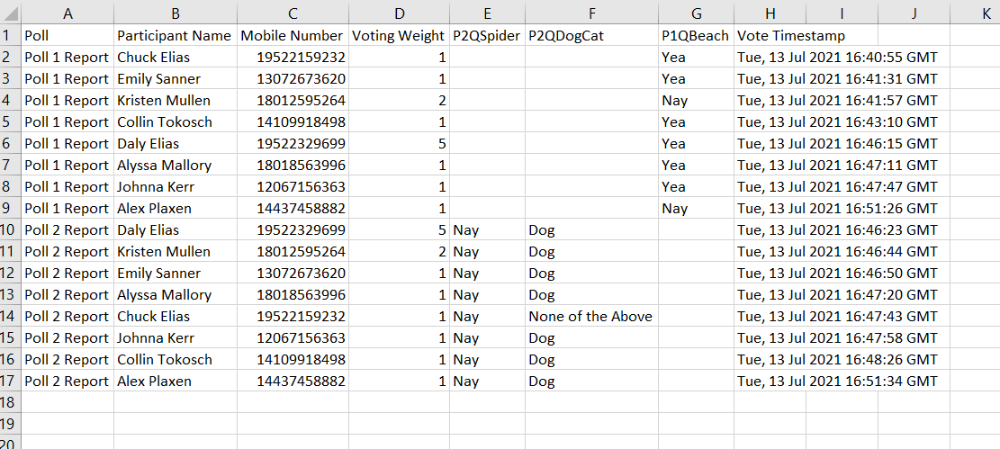 A B C D E F G H I J K
1 Poll Participant Name Mobile Number Voting Weight P2QSpider P2QDogCat P1QBeach Vote Timestamp
2 Poll 1 Report Chuck Elias 19522159232 1 Yea Tue, 13 Jul 2021 16:40:55 GMT
3 Poll 1 Report Emily Sanner 13072673620 1 Yea Tue, 13 Jul 2021 16:41:31 GMT
4 Poll 1 Report Kristen Mullen 18012595264 2 Nay Tue, 13 Jul 2021 16:41:57 GMT
5 Poll 1 Report Collin Tokosch 14109918498 1 Yea Tue, 13 Jul 2021 16:43:10 GMT
6 Poll 1 Report Daly Elias 19522329699 5 Yea Tue, 13 Jul 2021 16:46:15 GMT
7 Poll 1 Report Alyssa Mallory 18018563996 1 Yea Tue, 13 Jul 2021 16:47:11 GMT
8 Poll 1 Report Johnna Kerr 12067156363 1 Yea Tue, 13 Jul 2021 16:47:47 GMT
9 Poll 1 Report Alex Plaxen 14437458882 1 Nay Tue, 13 Jul 2021 16:51:26 GMT
10 Poll 2 Report Daly Elias 19522329699 5 Nay Dog Tue, 13 Jul 2021 16:46:23 GMT
11 Poll 2 Report Kristen Mullen 18012595264 2 Nay Dog Tue, 13 Jul 2021 16:46:44 GMT
12 Poll 2 Report Emily Sanner 13072673620 1 Nay Dog Tue, 13 Jul 2021 16:46:50 GMT
13 Poll 2 Report Alyssa Mallory 18018563996 1 Nay Dog Tue, 13 Jul 2021 16:47:20 GMT
14 Poll 2 Report Chuck Elias 19522159232 1 Nay None of the Above Tue, 13 Jul 2021 16:47:43 GMT
15 Poll 2 Report Johnna Kerr 12067156363 1 Nay Dog Tue, 13 Jul 2021 16:47:58 GMT
16 Poll 2 Report Collin Tokosch 14109918498 1 Nay Dog Tue, 13 Jul 2021 16:48:26 GMT
17 Poll 2 Report Alex Plaxen 14437458882 1 Nay Dog Tue, 13 Jul 2021 16:51:34 GMT
18
19
20